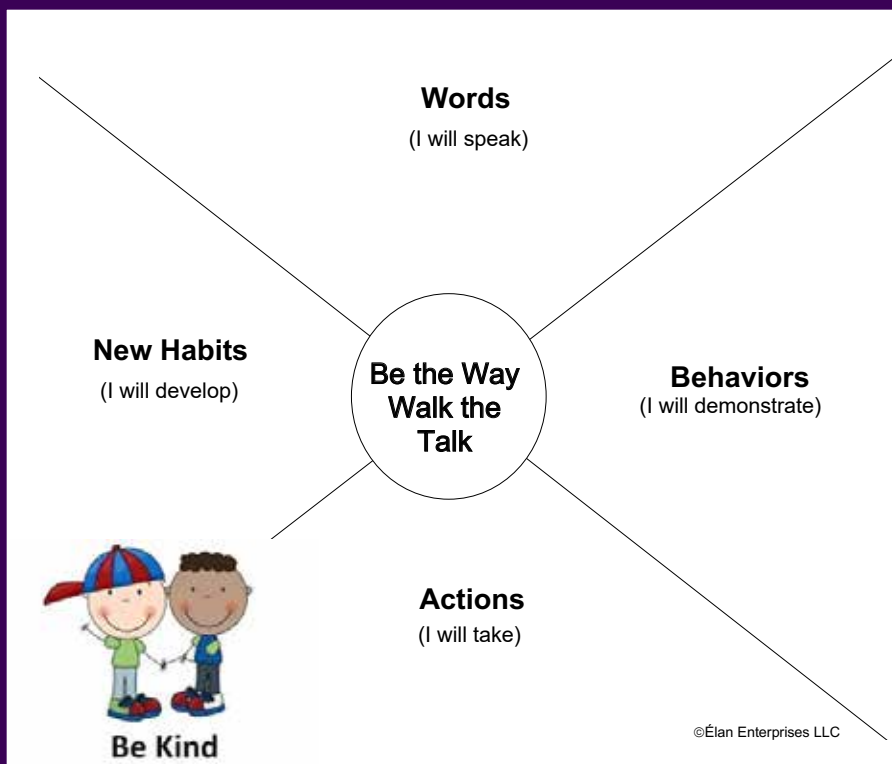 Words
(I will speak)
New Habits
(I will develop)
Be the Way
Walk the
Talk
Behaviors
(I will demonstrate)
Actions
(I will take)
Be Kind
©Élan Enterprises LLC